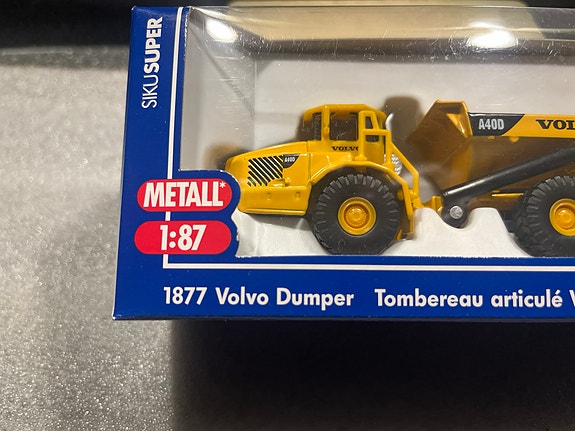 SIKUSUPER
A40D
VOLVO
A40D
METALL*
1:87
1877 Volvo Dumper Tombereau articulé